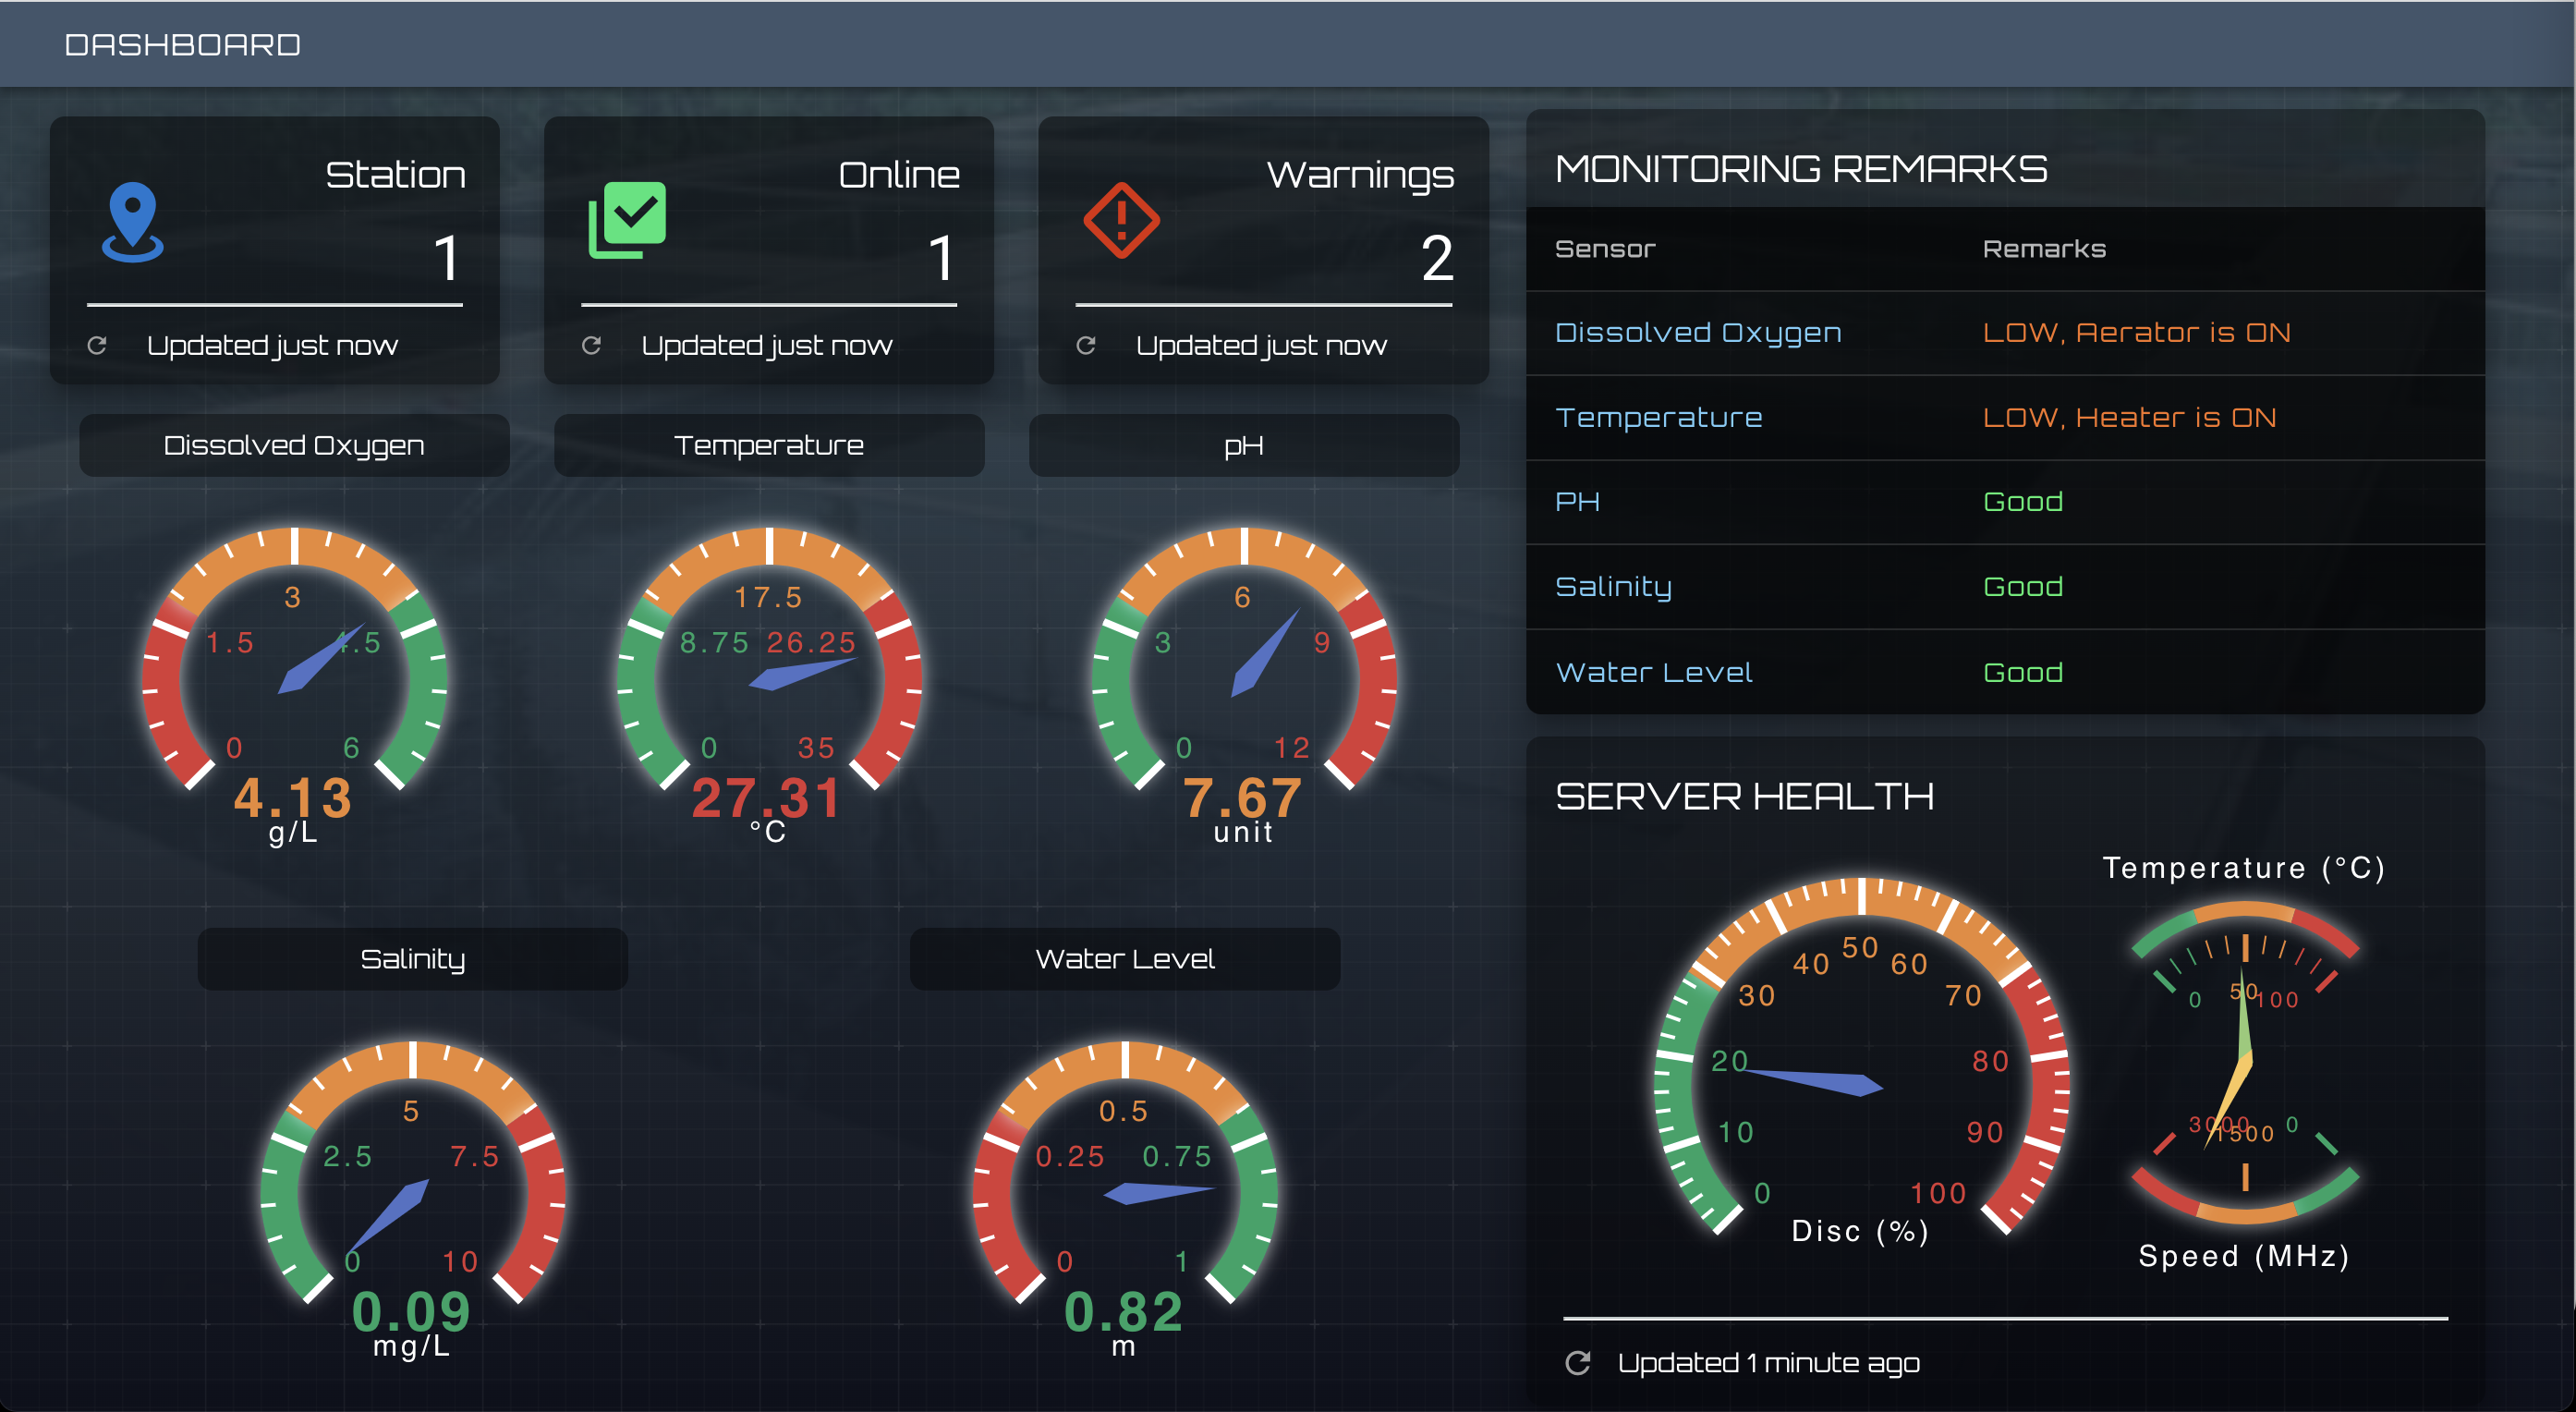 DASHBOARD
Station
1
Updated just now
Online
1
Updated just now
Warnings
2
Updated just now
Dissolved Oxygen
3
1.5
4.5
0
6
4.13
g/L
Temperature
17.5
8.75
26.25
0
35
27.31
°C
pH
6
3
9
0
12
7.67
unit
Salinity
5
2.5
7.5
0
10
0.09
mg/L
Water Level
0.5
0.25
0.75
0
1
0.82
m
MONITORING REMARKS
Sensor Remarks
Dissolved Oxygen LOW, Aerator is ON
Temperature LOW, Heater is ON
PH Good
Salinity Good
Water Level Good
SERVER HEALTH
50
40
60
30
70
20
80
10
90
0
100
Disc (%)
Temperature (°C)
0
50
100
3000
1500
0
Speed (MHz)
Updated 1 minute ago